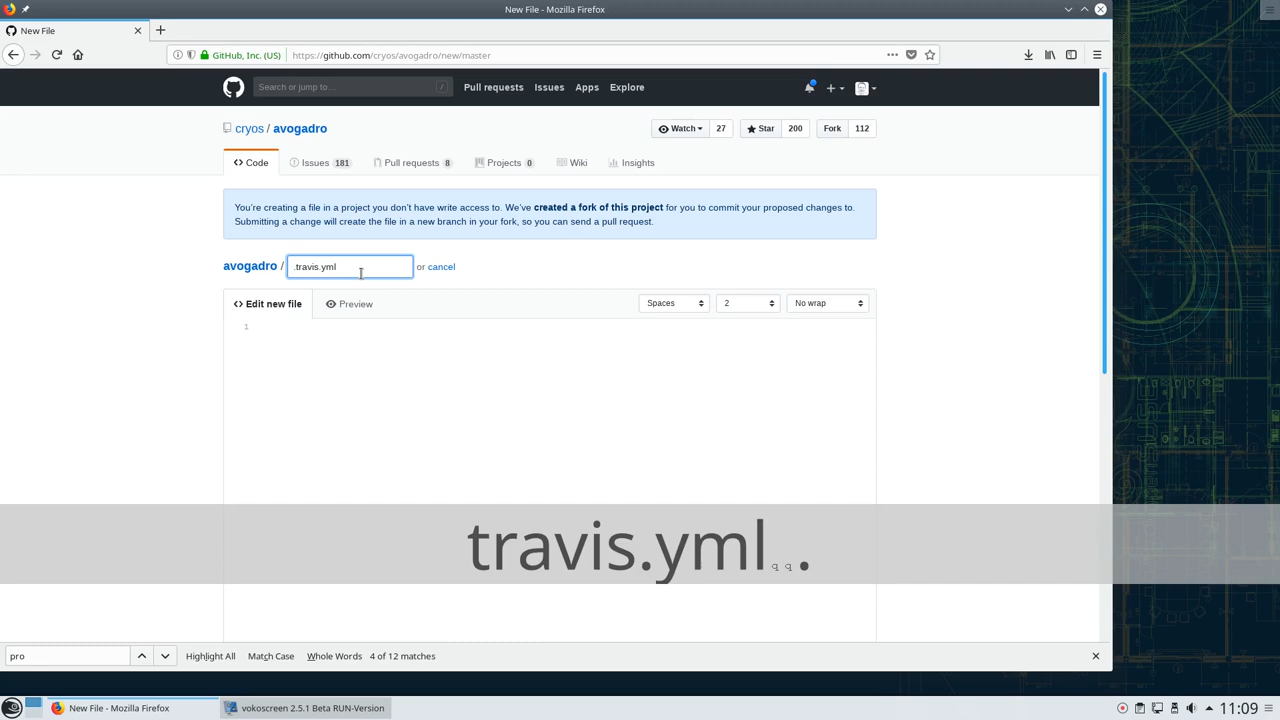 New File - Mozilla Firefox
New File
GitHub, Inc. (US)
https://github.com/cryos/avogadro/new/master
Search or jump to...
/
Pull requests
Issues
Apps
Explore
cryos / avogadro
Watch
27
Star
200
Fork
112
Code
Issues 181
Pull requests 8
Projects 0
Wiki
Insights
You're creating a file in a project you don't have write access to. We've created a fork of this project for you to commit your proposed changes to.
Submitting a change will create the file in a new branch in your fork, so you can send a pull request.
avogadro / .travis.yml or cancel
Edit new file
Preview
Spaces
2
No wrap
1
travis.yml
.
pro
Highlight All
Match Case
Whole Words
4 of 12 matches
New File - Mozilla Firefox
vokoscreen 2.5.1 Beta RUN-Version
11:09